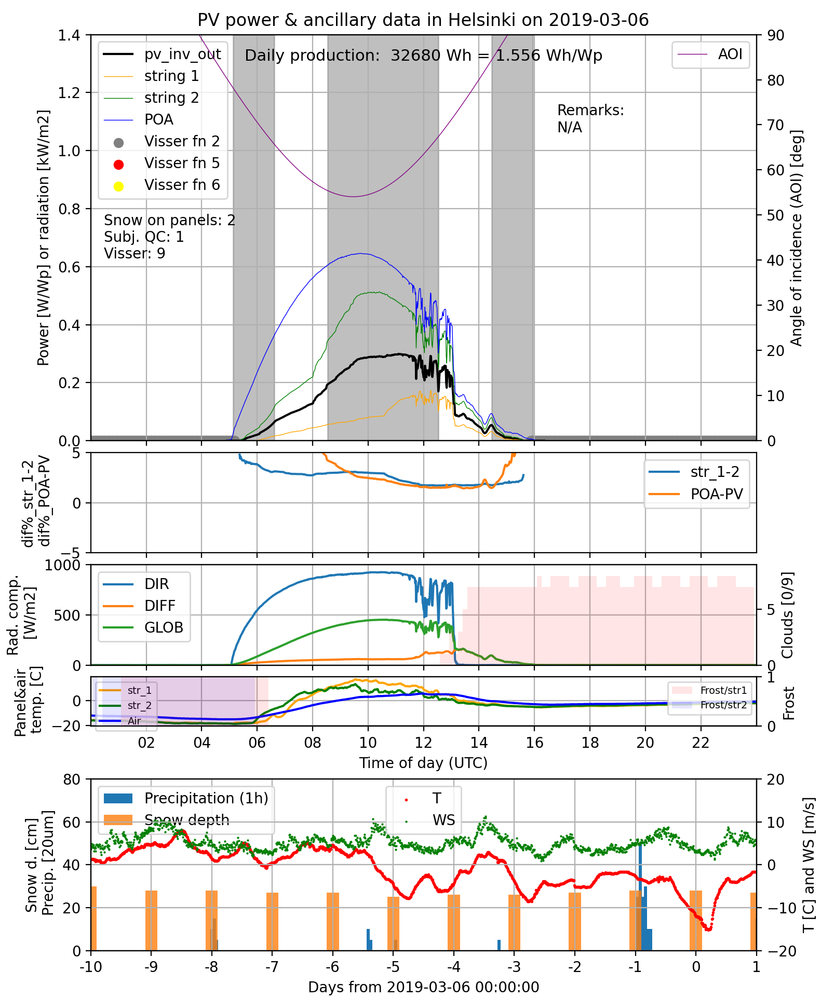 PV power & ancillary data in Helsinki on 2019-03-06
Daily production:  32680 Wh = 1.556 Wh/Wp
pv_inv_out
string 1
string 2
POA
Visser fn 2
Visser fn 5
Visser fn 6
AOI
Remarks:
N/A
Snow on panels: 2
Subj. QC: 1
Visser: 9
Power [W/Wp] or radiation [kW/m2]
1.4
1.2
1.0
0.8
0.6
0.4
0.2
0.0
Angle of incidence (AOI) [deg]
90
80
70
60
50
40
30
20
10
0
dif%_str_1-2
dif%_POA-PV
5
0
−5
str_1-2
POA-PV
Rad. comp.
[W/m2]
1000
500
0
DIR
DIFF
GLOB
Clouds [0/9]
5
0
Panel&air
temp. [C]
0
−20
str_1
str_2
Air
Frost/str1
Frost/str2
Frost
1
0
02 04 06 08 10 12 14 16 18 20 22
Time of day (UTC)
Snow d. [cm]
Precip. [20um]
80
60
40
20
0
Precipitation (1h)
Snow depth
T
WS
T [C] and WS [m/s]
20
10
0
−10
−20
-10 -9 -8 -7 -6 -5 -4 -3 -2 -1 0 1
Days from 2019-03-06 00:00:00